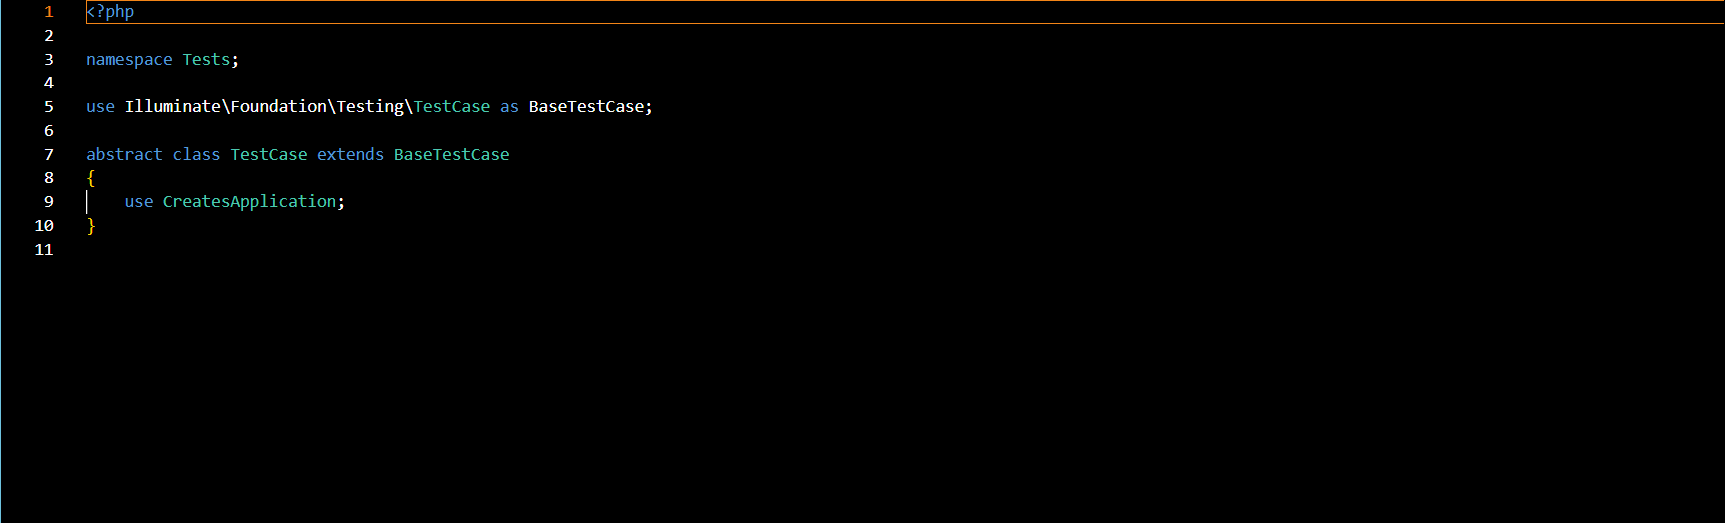 1 <?php
2
3 namespace Tests;
4
5 use Illuminate\Foundation\Testing\TestCase as BaseTestCase;
6
7 abstract class TestCase extends BaseTestCase
8 {
9     use CreatesApplication;
10 }
11